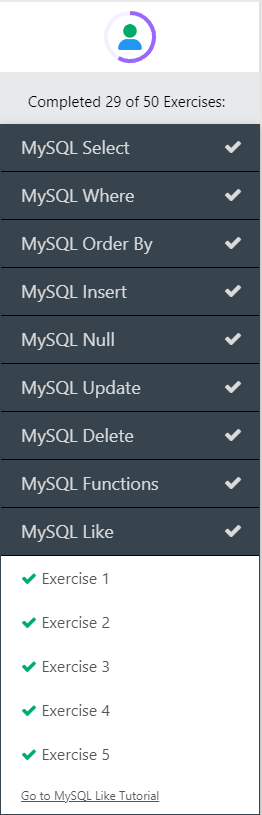 Completed 29 of 50 Exercises:
MySQL Select
MySQL Where
MySQL Order By
MySQL Insert
MySQL Null
MySQL Update
MySQL Delete
MySQL Functions
MySQL Like
Exercise 1
Exercise 2
Exercise 3
Exercise 4
Exercise 5
Go to MySQL Like Tutorial